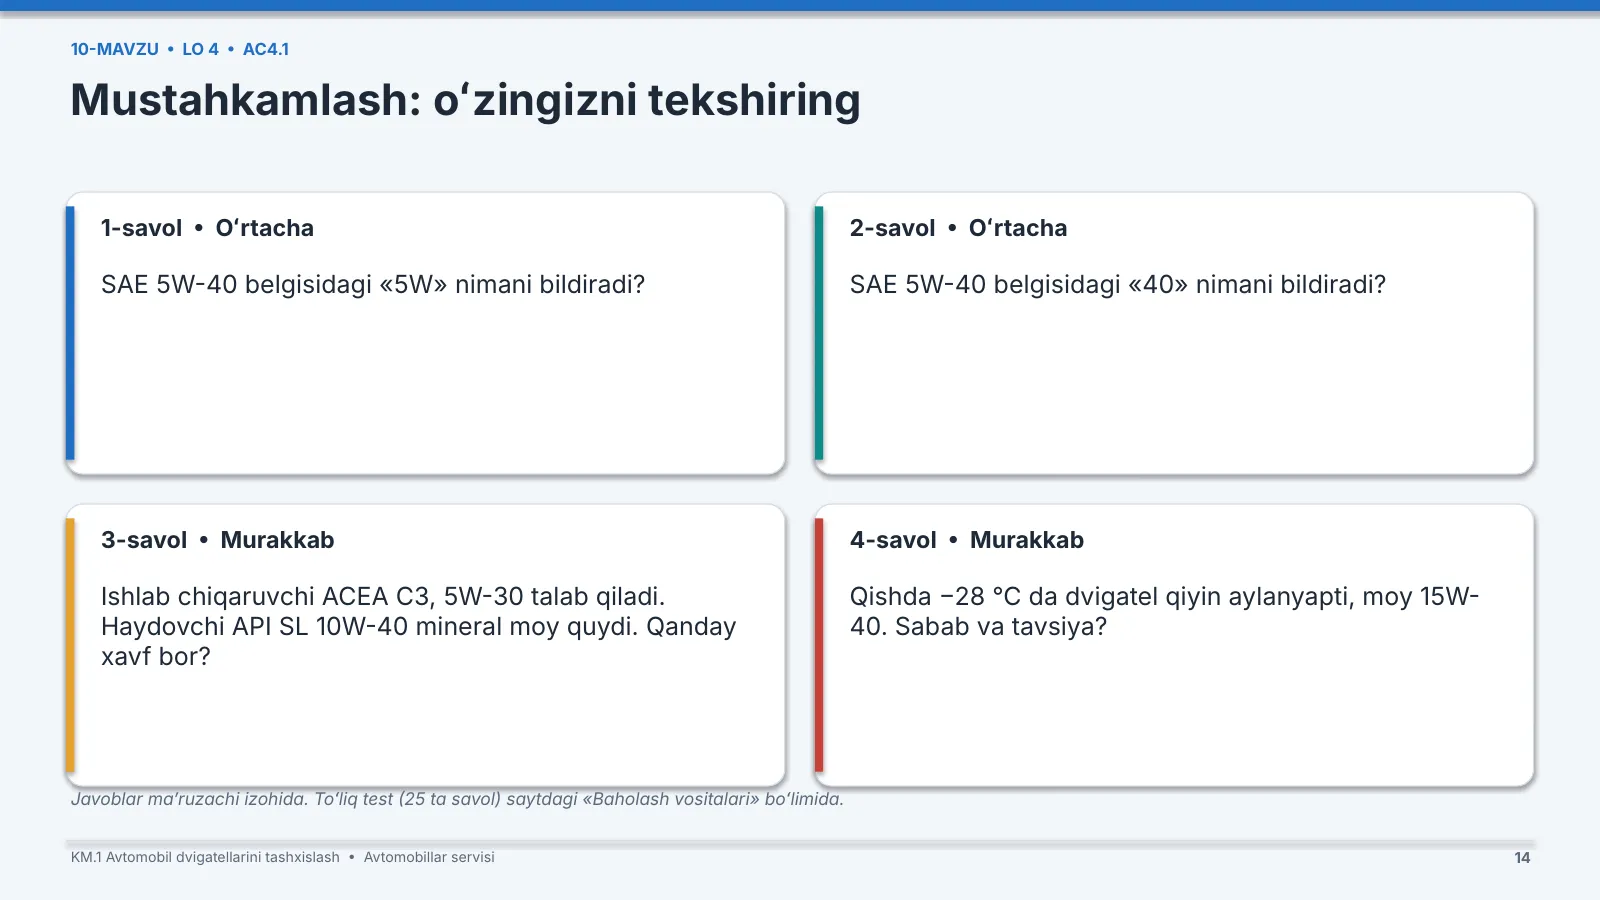 10-MAVZU • LO 4 • AC4.1
Mustahkamlash: oʻzingizni tekshiring
1-savol • Oʻrtacha
SAE 5W-40 belgisidagi «5W» nimani bildiradi?
2-savol • Oʻrtacha
SAE 5W-40 belgisidagi «40» nimani bildiradi?
3-savol • Murakkab
Ishlab chiqaruvchi ACEA C3, 5W-30 talab qiladi.
Haydovchi API SL 10W-40 mineral moy quydi. Qanday
xavf bor?
4-savol • Murakkab
Qishda −28 °C da dvigatel qiyin aylanyapti, moy 15W-
40. Sabab va tavsiya?
Javoblar maʼruzachi izohida. Toʻliq test (25 ta savol) saytdagi «Baholash vositalari» boʻlimida.
KM.1 Avtomobil dvigatellarini tashxislash • Avtomobillar servisi
14